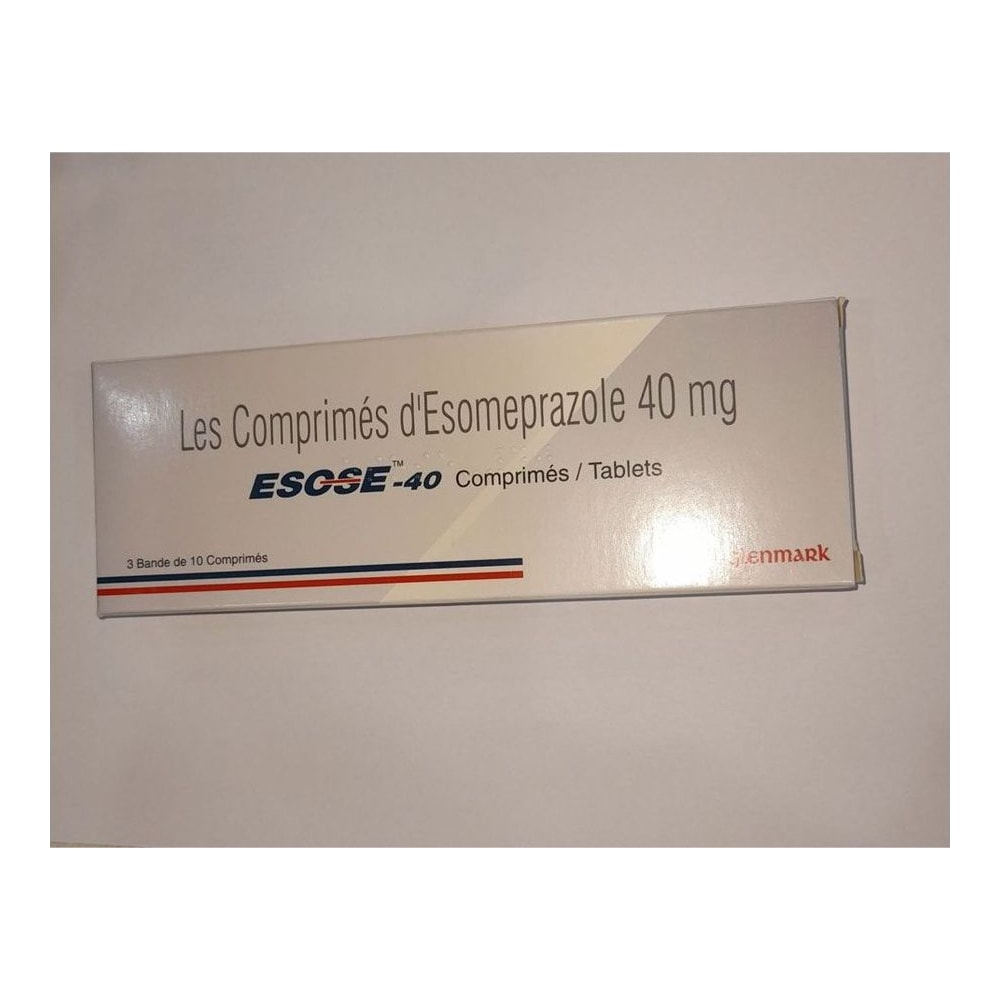 Les Comprimés d'Esomeprazole 40 mg
ESOSE™-40 Comprimés / Tablets
3 Bande de 10 Comprimés
glenmark